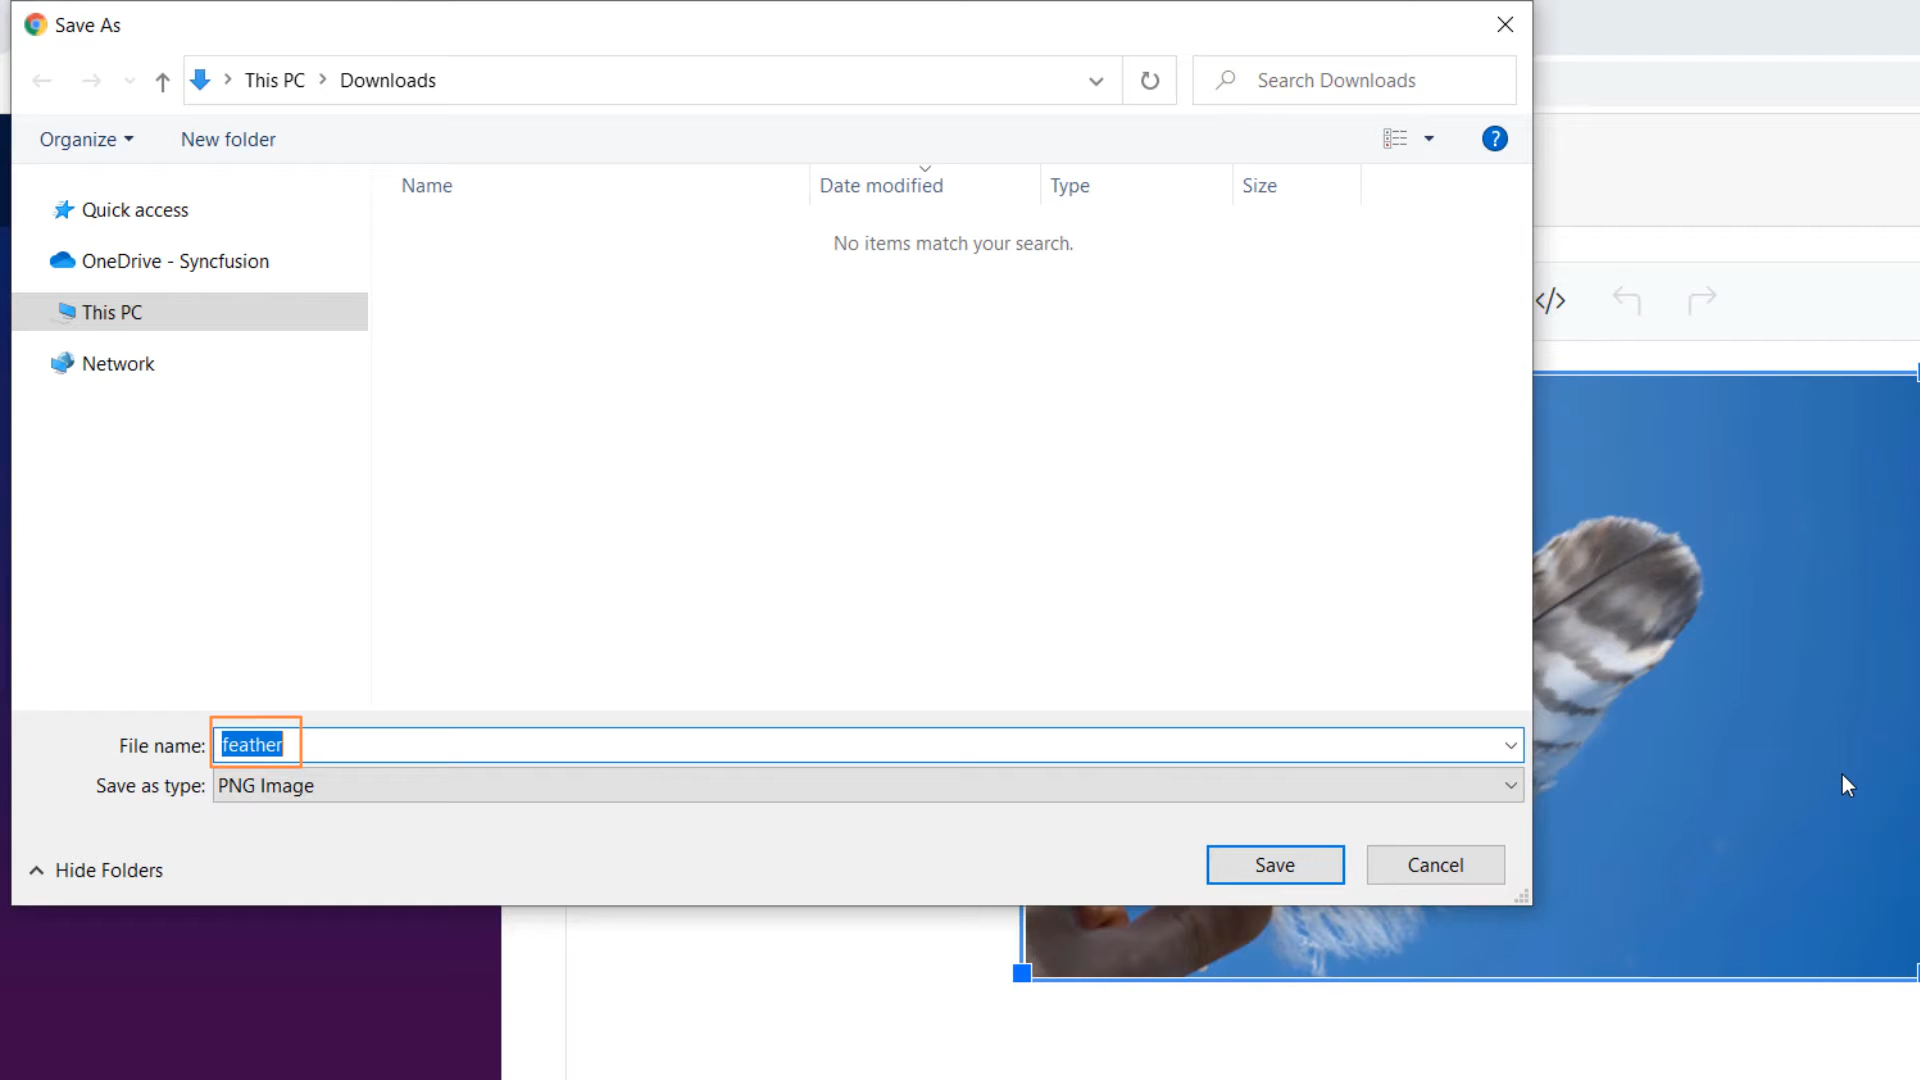 Save As
This PC
Downloads
Search Downloads
Organize
New folder
?
Name
Date modified
Type
Size
Quick access
No items match your search.
OneDrive - Syncfusion
This PC
Network
File name:
feather
Save as type:
PNG Image
Hide Folders
Save
Cancel